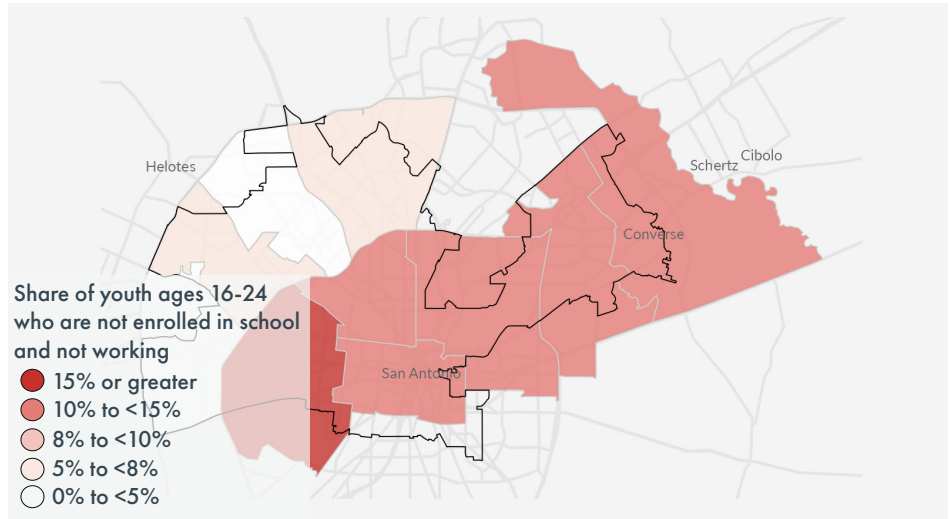 Helotes
Schertz
Cibolo
Converse
San Antonio
Share of youth ages 16-24
who are not enrolled in school
and not working
15% or greater
10% to <15%
8% to <10%
5% to <8%
0% to <5%